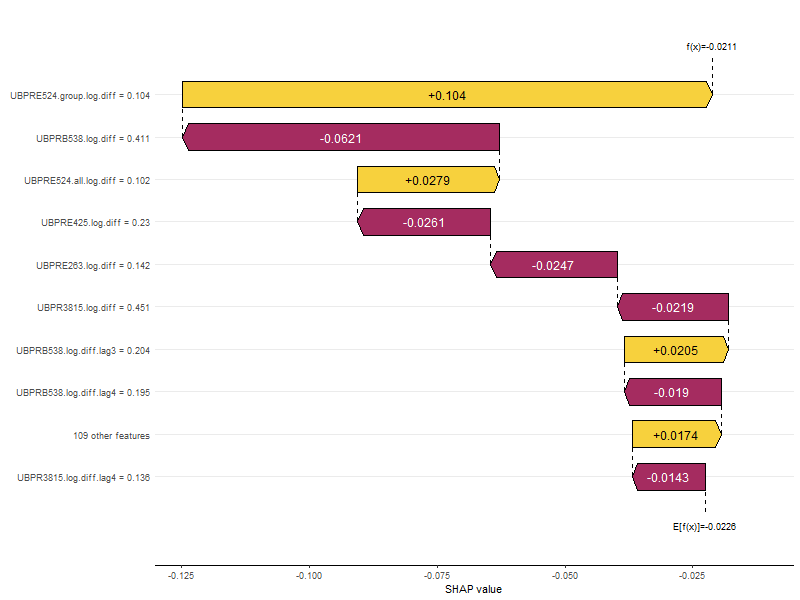 f(x)=-0.0211
UBPRE524.group.log.diff = 0.104
+0.104
UBPRB538.log.diff = 0.411
-0.0621
UBPRE524.all.log.diff = 0.102
+0.0279
UBPRE425.log.diff = 0.23
-0.0261
UBPRE263.log.diff = 0.142
-0.0247
UBPR3815.log.diff = 0.451
-0.0219
UBPRB538.log.diff.lag3 = 0.204
+0.0205
UBPRB538.log.diff.lag4 = 0.195
-0.019
109 other features
+0.0174
UBPR3815.log.diff.lag4 = 0.136
-0.0143
E[f(x)]=-0.0226
-0.125
-0.100
-0.075
-0.050
-0.025
SHAP value